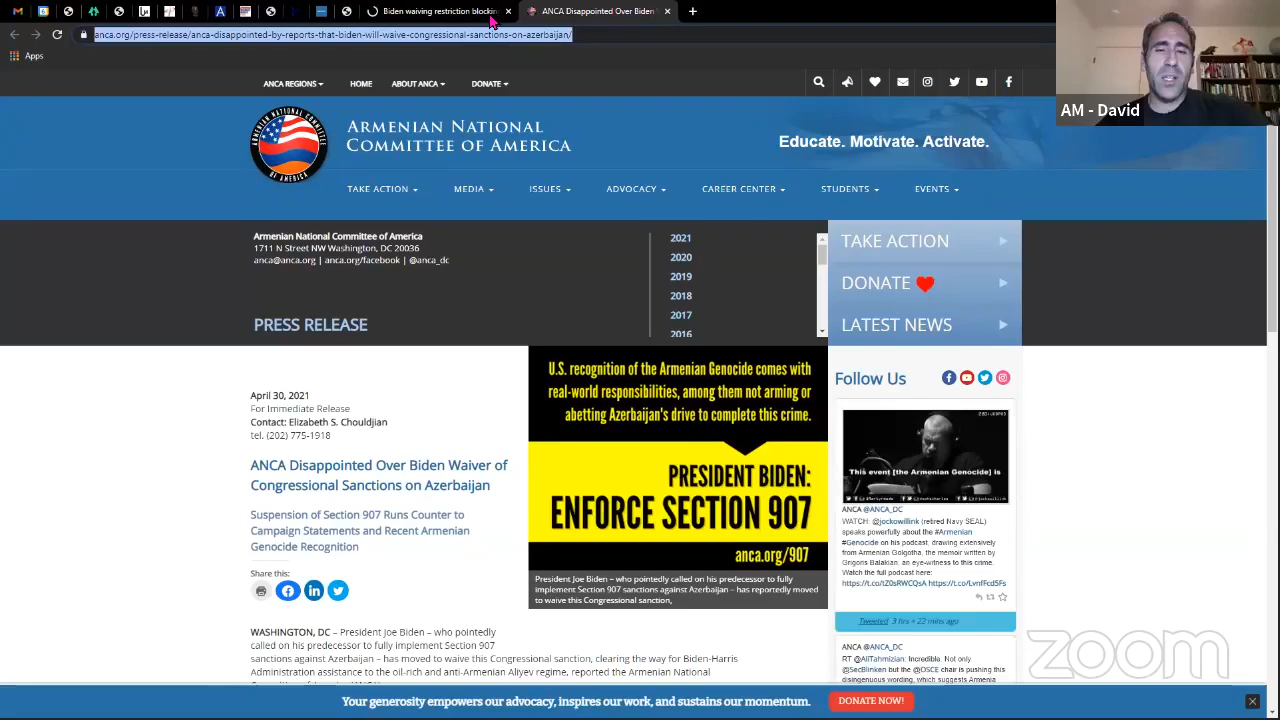 Biden waiving restriction blockin
ANCA Disappointed Over Biden
anca.org/press-release/anca-disappointed-by-reports-that-biden-will-waive-congressional-sanctions-on-azerbaijan/
Apps
AM - David
ANCA REGIONS
HOME
ABOUT ANCA
DONATE
ARMENIAN NATIONAL COMMITTEE OF AMERICA
ARMENIAN NATIONAL
COMMITTEE OF AMERICA
Educate. Motivate. Activate.
TAKE ACTION
MEDIA
ISSUES
ADVOCACY
CAREER CENTER
STUDENTS
EVENTS
Armenian National Committee of America
1711 N Street NW Washington, DC 20036
anca@anca.org | anca.org/facebook | @anca_dc
PRESS RELEASE
2021
2020
2019
2018
2017
2016
TAKE ACTION
DONATE
LATEST NEWS
April 30, 2021
For Immediate Release
Contact: Elizabeth S. Chouldjian
tel. (202) 775-1918
ANCA Disappointed Over Biden Waiver of
Congressional Sanctions on Azerbaijan
Suspension of Section 907 Runs Counter to
Campaign Statements and Recent Armenian
Genocide Recognition
Share this:
U.S. recognition of the Armenian Genocide comes with
real-world responsibilities, among them not arming or
abetting Azerbaijan's drive to complete this crime.
PRESIDENT BIDEN:
ENFORCE SECTION 907
anca.org/907
President Joe Biden – who pointedly called on his predecessor to fully
implement Section 907 sanctions against Azerbaijan – has reportedly moved
to waive this Congressional sanction,
WASHINGTON, DC – President Joe Biden – who pointedly
called on his predecessor to fully implement Section 907
sanctions against Azerbaijan – has moved to waive this Congressional sanction, clearing the way for Biden-Harris
Administration assistance to the oil-rich and anti-Armenian Aliyev regime, reported the Armenian National
Follow Us
This event [the Armenian Genocide] is
ANCA @ANCA_DC
WATCH: @jockowillink (retired Navy SEAL)
speaks powerfully about the #Armenian
#Genocide on his podcast, drawing extensively
from Armenian Golgotha, the memoir written by
Grigoris Balakian, an eye-witness to this crime.
Watch the full podcast here:
https://t.co/tZ0sRWCQsA https://t.co/LvnfFcd5Fs
Tweeted 3 hrs + 22 mins ago
ANCA @ANCA_DC
RT @AliTahmizian: Incredible. Not only
@SecBlinken but the @OSCE chair is pushing this
disingenuous wording, which suggests Armenia
zoom
Your generosity empowers our advocacy, inspires our work, and sustains our momentum.
DONATE NOW!